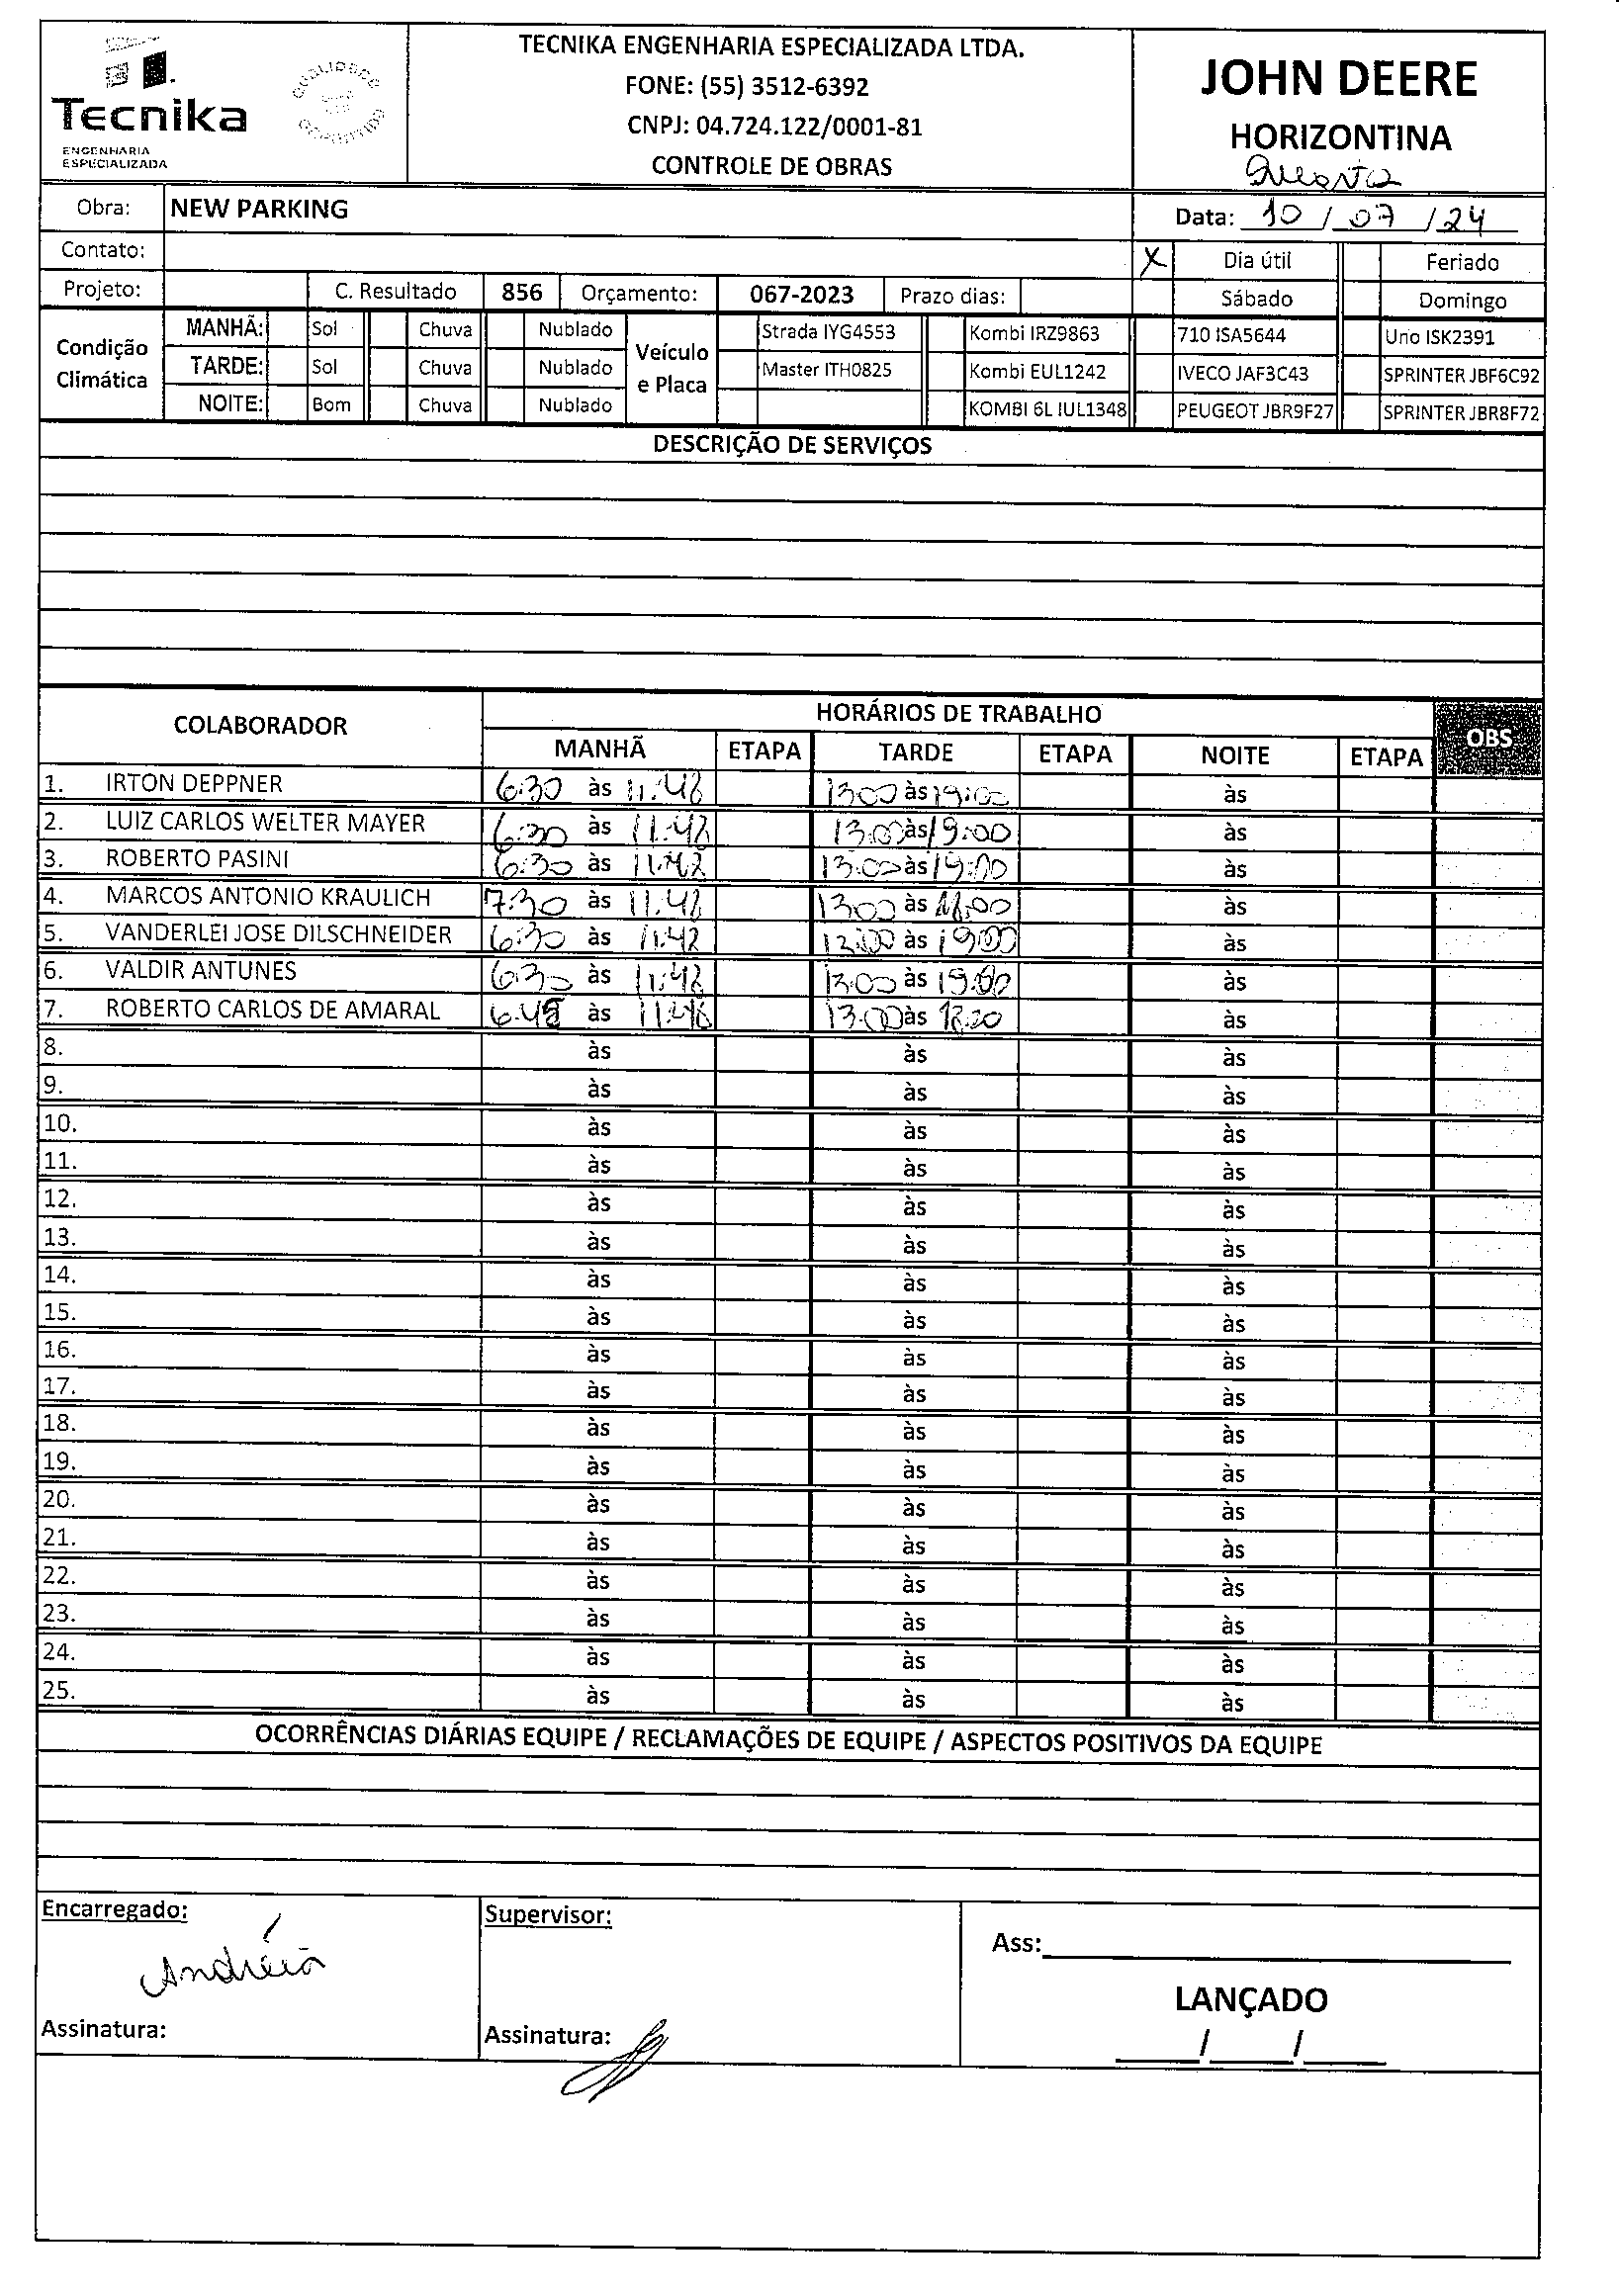 Tecnika
ENGENHARIA
ESPECIALIZADA
TECNIKA ENGENHARIA ESPECIALIZADA LTDA.
FONE: (55) 3512-6392
CNPJ: 04.724.122/0001-81
CONTROLE DE OBRAS
JOHN DEERE
HORIZONTINA
Quarta
Obra: NEW PARKING
Data: 10 / 07 / 24
Contato:
X Dia útil Feriado
Projeto: C. Resultado 856 Orçamento: 067-2023 Prazo dias: Sábado Domingo
Condição Climática
MANHÃ: Sol Chuva Nublado
TARDE: Sol Chuva Nublado
NOITE: Bom Chuva Nublado
Veículo e Placa
Strada IYG4553 Kombi IRZ9863 710 ISA5644 Uno ISK2391
Master ITH0825 Kombi EUL1242 IVECO JAF3C43 SPRINTER JBF6C92
KOMBI 6L IUL1348 PEUGEOT JBR9F27 SPRINTER JBR8F72
DESCRIÇÃO DE SERVIÇOS
COLABORADOR HORÁRIOS DE TRABALHO OBS
MANHÃ ETAPA TARDE ETAPA NOITE ETAPA
1. IRTON DEPPNER 6:30 às 11:48 13:00 às 19:00 às
2. LUIZ CARLOS WELTER MAYER 6:30 às 11:48 13:00 às 19:00 às
3. ROBERTO PASINI 6:30 às 11:48 13:00 às 19:00 às
4. MARCOS ANTONIO KRAULICH 7:30 às 11:48 13:00 às 18:00 às
5. VANDERLEI JOSE DILSCHNEIDER 6:30 às 11:48 13:00 às 19:00 às
6. VALDIR ANTUNES 6:30 às 11:48 13:00 às 19:00 às
7. ROBERTO CARLOS DE AMARAL 6:45 às 11:48 13:00 às às
8. às às às
9. às às às
10. às às às
11. às às às
12. às às às
13. às às às
14. às às às
15. às às às
16. às às às
17. às às às
18. às às às
19. às às às
20. às às às
21. às às às
22. às às às
23. às às às
24. às às às
25. às às às
OCORRÊNCIAS DIÁRIAS EQUIPE / RECLAMAÇÕES DE EQUIPE / ASPECTOS POSITIVOS DA EQUIPE
Encarregado: Supervisor:
Andréia
Ass:
LANÇADO
Assinatura: Assinatura:
/ /